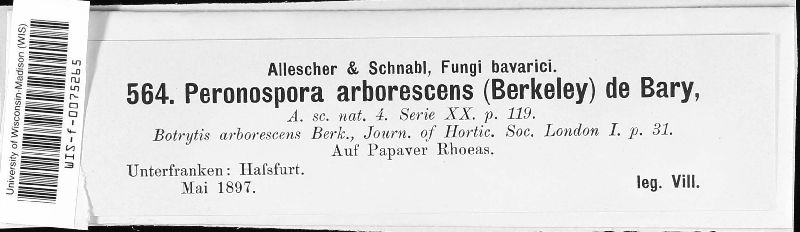 University of Wisconsin-Madison (WIS)
WIS-f-0075265
Allescher & Schnabl, Fungi bavarici.
564. Peronospora arborescens (Berkeley) de Bary,
A. sc. nat. 4. Serie XX. p. 119.
Botrytis arborescens Berk., Journ. of Hortic. Soc. London I. p. 31.
Auf Papaver Rhoeas.
Unterfranken: Haſsfurt.
Mai 1897.
leg. Vill.